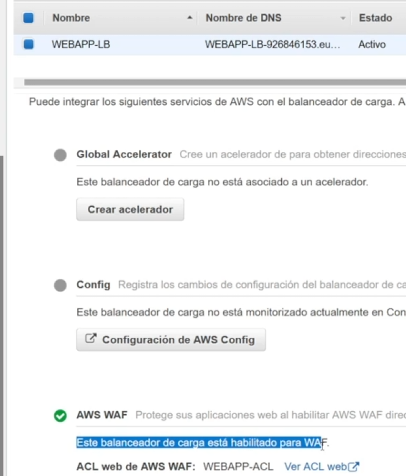 Nombre Nombre de DNS Estado
WEBAPP-LB WEBAPP-LB-926846153.eu... Activo
Puede integrar los siguientes servicios de AWS con el balanceador de carga. A
Global Accelerator Cree un acelerador de para obtener direcciones
Este balanceador de carga no está asociado a un acelerador.
Crear acelerador
Config Registra los cambios de configuración del balanceador de ca
Este balanceador de carga no está monitorizado actualmente en Con
Configuración de AWS Config
AWS WAF Protege sus aplicaciones web al habilitar AWS WAF direc
Este balanceador de carga está habilitado para WAF.
ACL web de AWS WAF: WEBAPP-ACL Ver ACL web